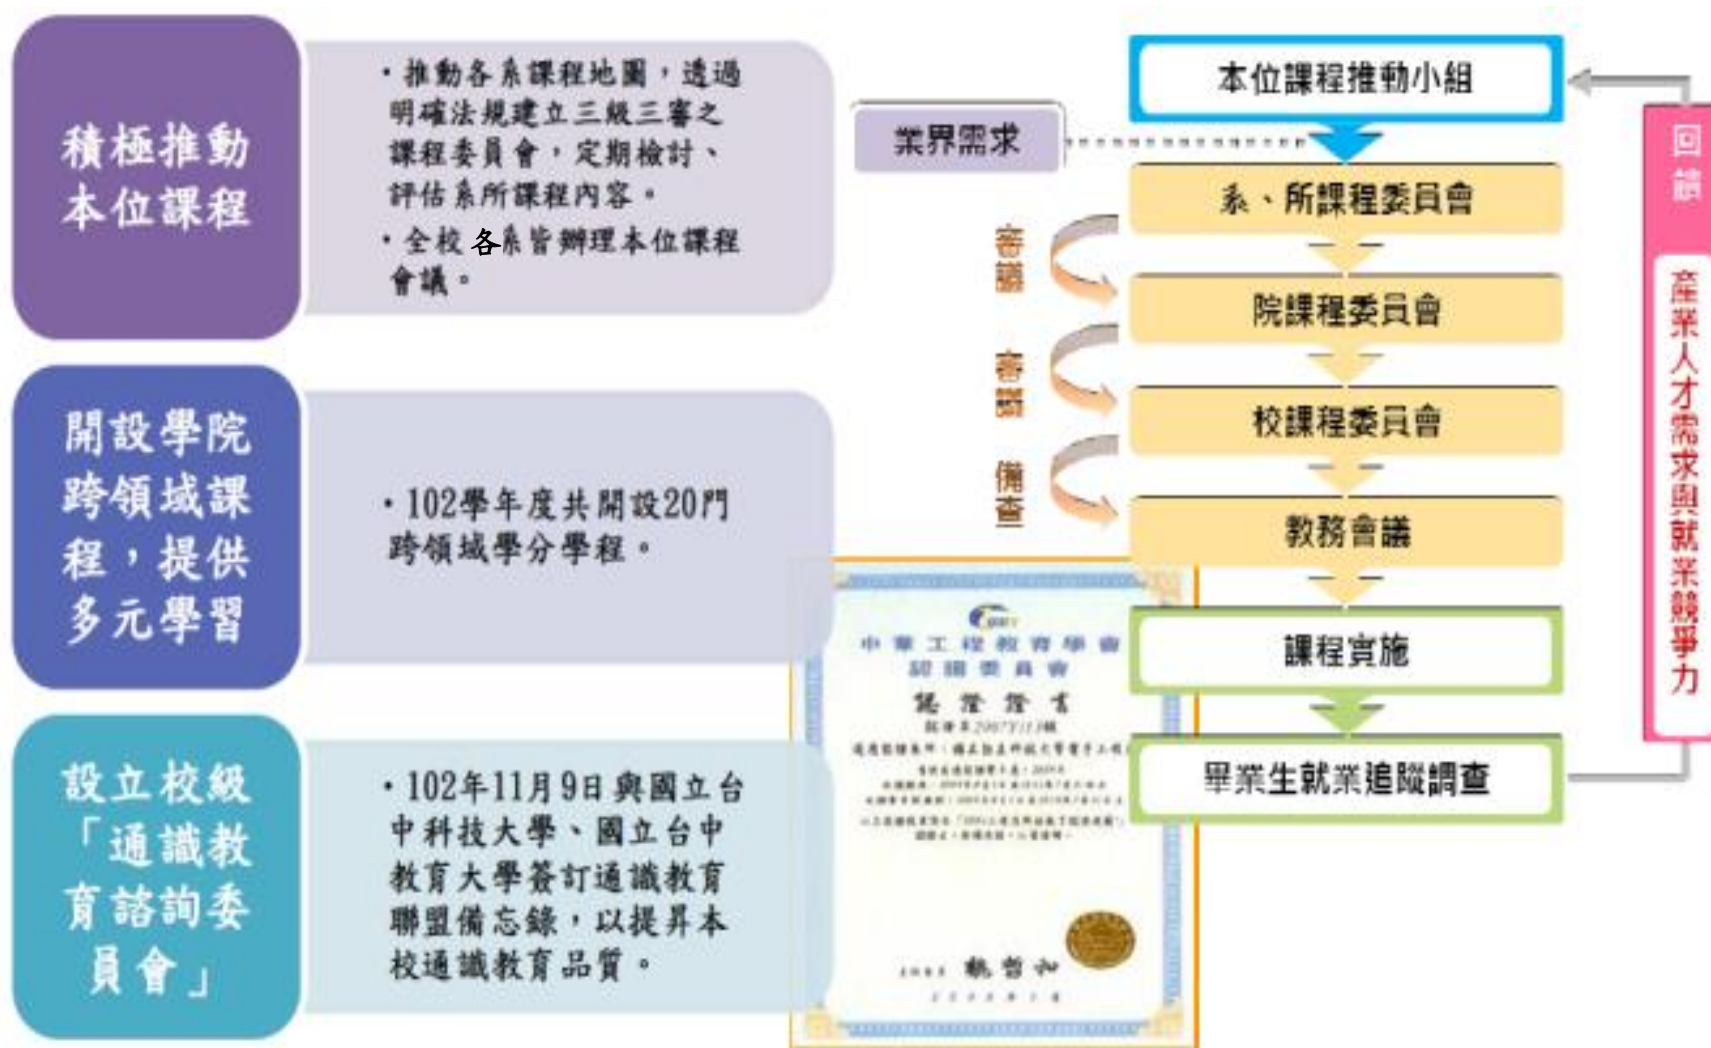 積極推動
本位課程
・推動各系課程地圖，透過
明確法規建立三級三審之
課程委員會，定期檢討、
評估系所課程內容。
・全校各系皆辦理本位課程
會議。
開設學院
跨領域課
程，提供
多元學習
・102學年度共開設20門
跨領域學分學程。
設立校級
「通識教
育諮詢委
員會」
・102年11月9日與國立台
中科技大學、國立台中
教育大學簽訂通識教育
聯盟備忘錄，以提昇本
校通識教育品質。
本位課程推動小組
業界需求
系、所課程委員會
審議
院課程委員會
審議
校課程委員會
備查
教務會議
課程實施
畢業生就業追蹤調查
回饋
產業人才需求與就業競爭力
中華工程教育學會
認證委員會
認證證書